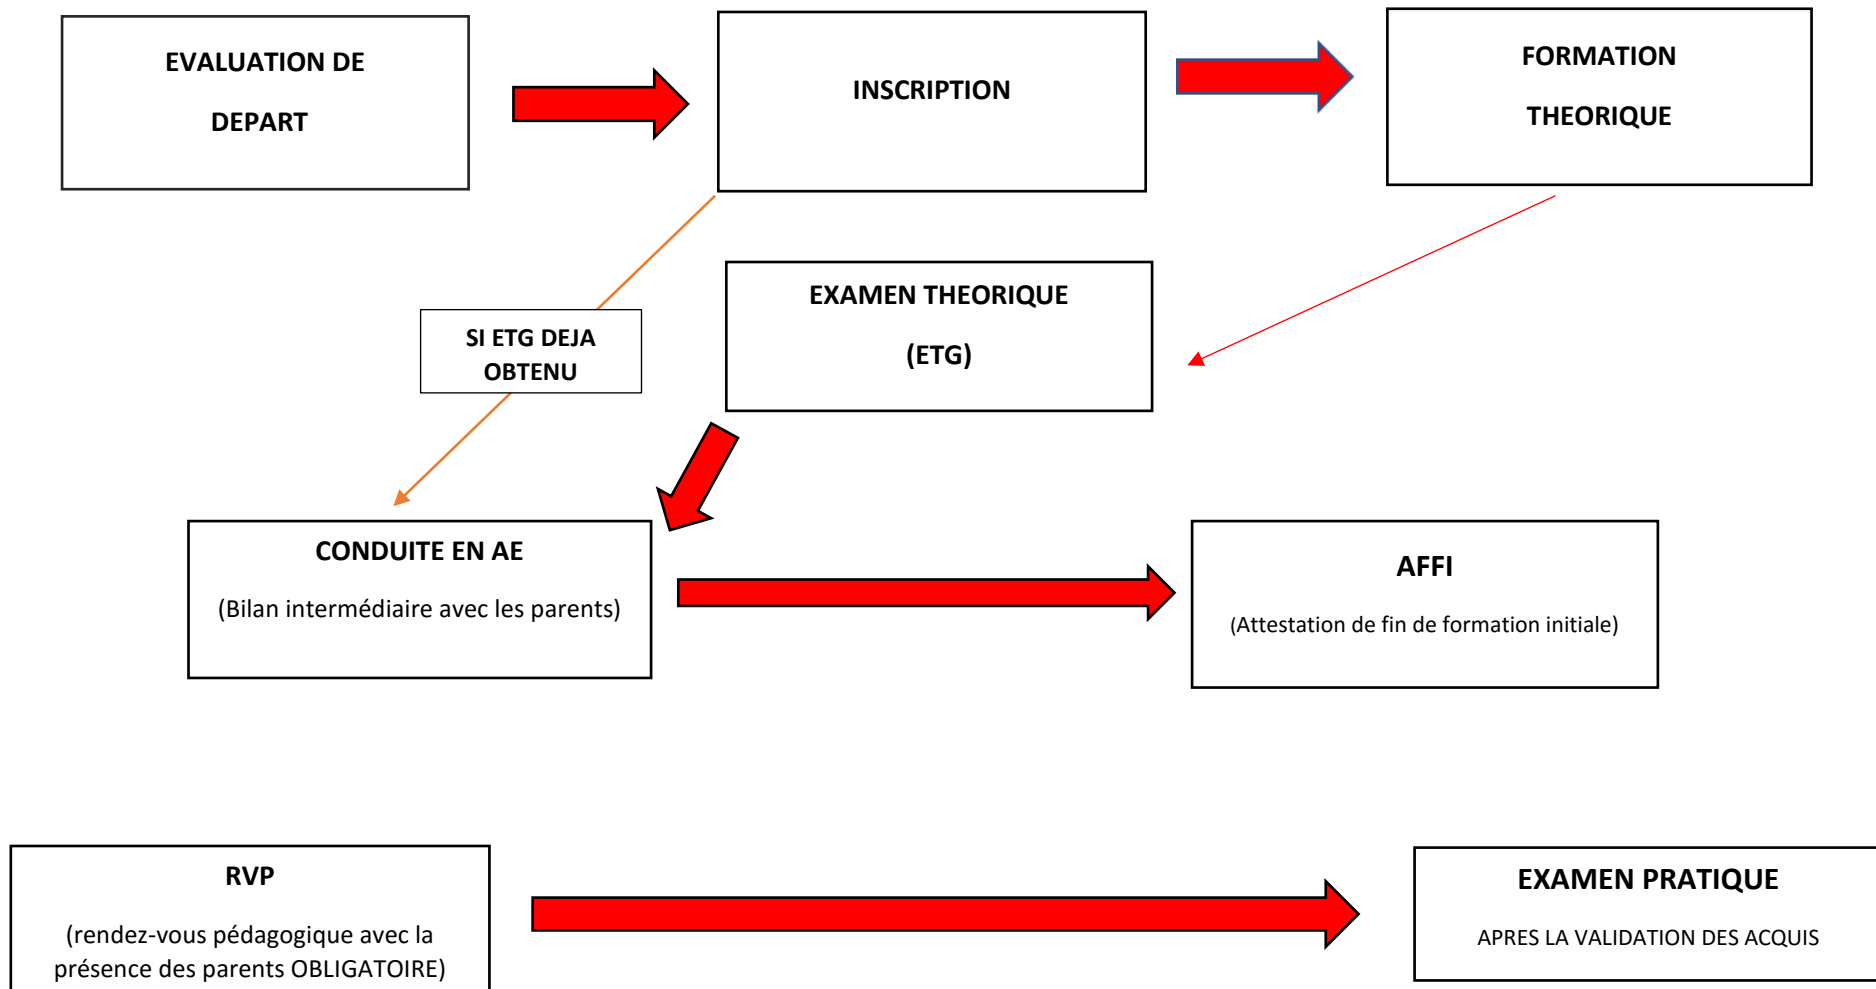 EVALUATION DE
DEPART
INSCRIPTION
FORMATION
THEORIQUE
EXAMEN THEORIQUE
(ETG)
SI ETG DEJA
OBTENU
CONDUITE EN AE
(Bilan intermédiaire avec les parents)
AFFI
(Attestation de fin de formation initiale)
RVP
(rendez-vous pédagogique avec la
présence des parents OBLIGATOIRE)
EXAMEN PRATIQUE
APRES LA VALIDATION DES ACQUIS